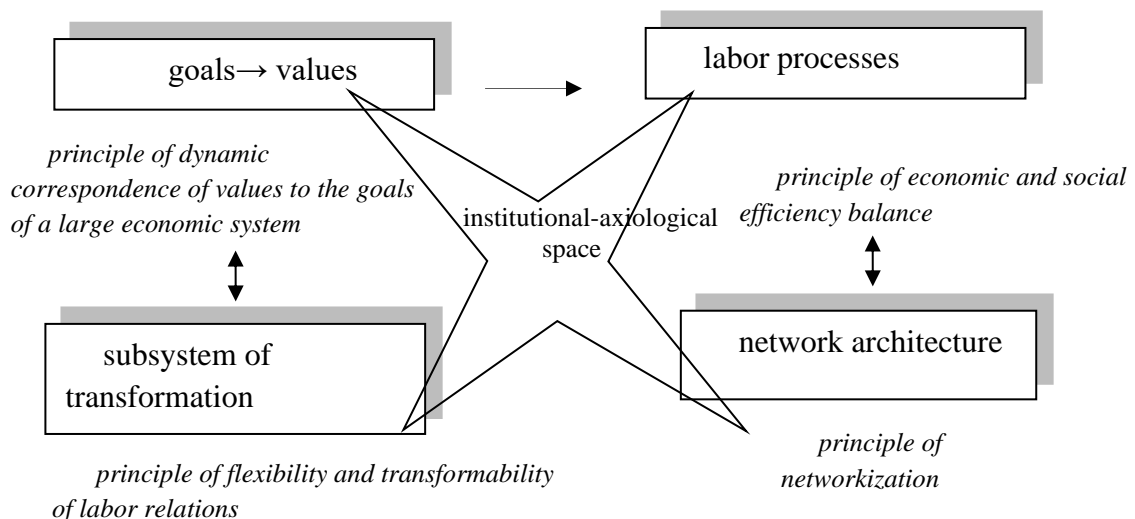 goals→ values
labor processes
principle of dynamic
correspondence of values to the goals
of a large economic system
principle of economic and social
efficiency balance
institutional-axiological
space
subsystem of
transformation
network architecture
principle of flexibility and transformability
of labor relations
principle of
networkization